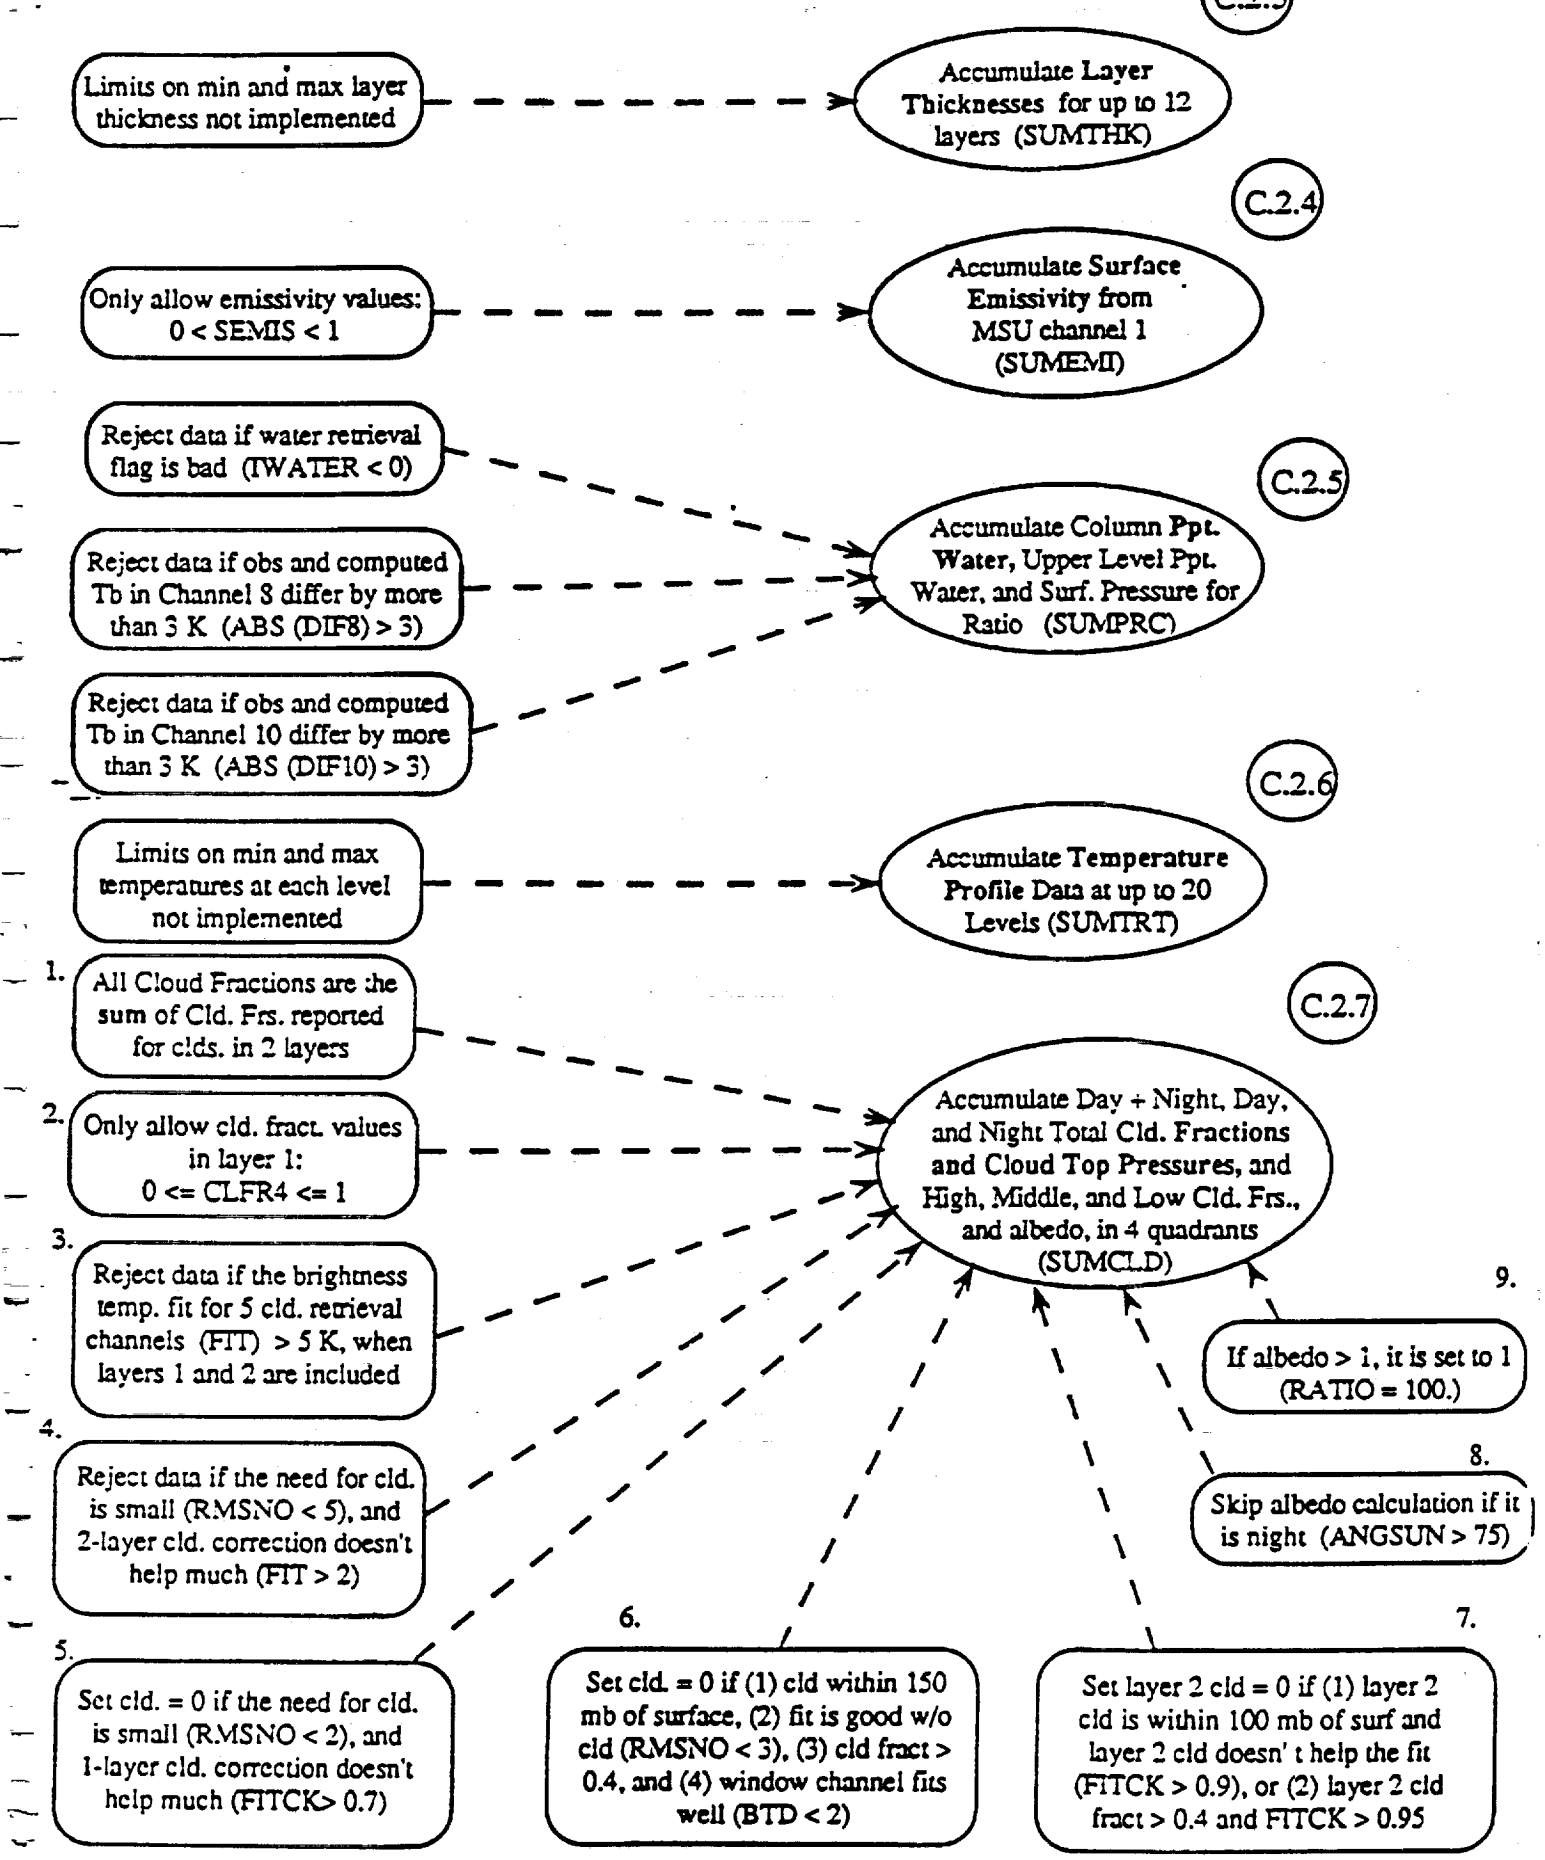 C.2.3
Limits on min and max layer
thickness not implemented
Accumulate Layer
Thicknesses for up to 12
layers (SUMTHK)
C.2.4
Only allow emissivity values:
0 < SEMIS < 1
Accumulate Surface
Emissivity from
MSU channel 1
(SUMEMI)
Reject data if water retrieval
flag is bad (IWATER < 0)
C.2.5
Reject data if obs and computed
Tb in Channel 8 differ by more
than 3 K (ABS (DIF8) > 3)
Accumulate Column Ppt.
Water, Upper Level Ppt.
Water, and Surf. Pressure for
Ratio (SUMPRC)
Reject data if obs and computed
Tb in Channel 10 differ by more
than 3 K (ABS (DIF10) > 3)
C.2.6
Limits on min and max
temperatures at each level
not implemented
Accumulate Temperature
Profile Data at up to 20
Levels (SUMTRT)
1.
All Cloud Fractions are the
sum of Cld. Frs. reported
for clds. in 2 layers
C.2.7
2.
Only allow cld. fract. values
in layer 1:
0 <= CLFR4 <= 1
Accumulate Day + Night, Day,
and Night Total Cld. Fractions
and Cloud Top Pressures, and
High, Middle, and Low Cld. Frs.,
and albedo, in 4 quadrants
(SUMCLD)
3.
Reject data if the brightness
temp. fit for 5 cld. retrieval
channels (FIT) > 5 K, when
layers 1 and 2 are included
9.
If albedo > 1, it is set to 1
(RATIO = 100.)
4.
Reject data if the need for cld.
is small (RMSNO < 5), and
2-layer cld. correction doesn't
help much (FIT > 2)
8.
Skip albedo calculation if it
is night (ANGSUN > 75)
5.
Set cld. = 0 if the need for cld.
is small (RMSNO < 2), and
1-layer cld. correction doesn't
help much (FITCK> 0.7)
6.
Set cld. = 0 if (1) cld within 150
mb of surface, (2) fit is good w/o
cld (RMSNO < 3), (3) cld fract >
0.4, and (4) window channel fits
well (BTD < 2)
7.
Set layer 2 cld = 0 if (1) layer 2
cld is within 100 mb of surf and
layer 2 cld doesn' t help the fit
(FITCK > 0.9), or (2) layer 2 cld
fract > 0.4 and FITCK > 0.95